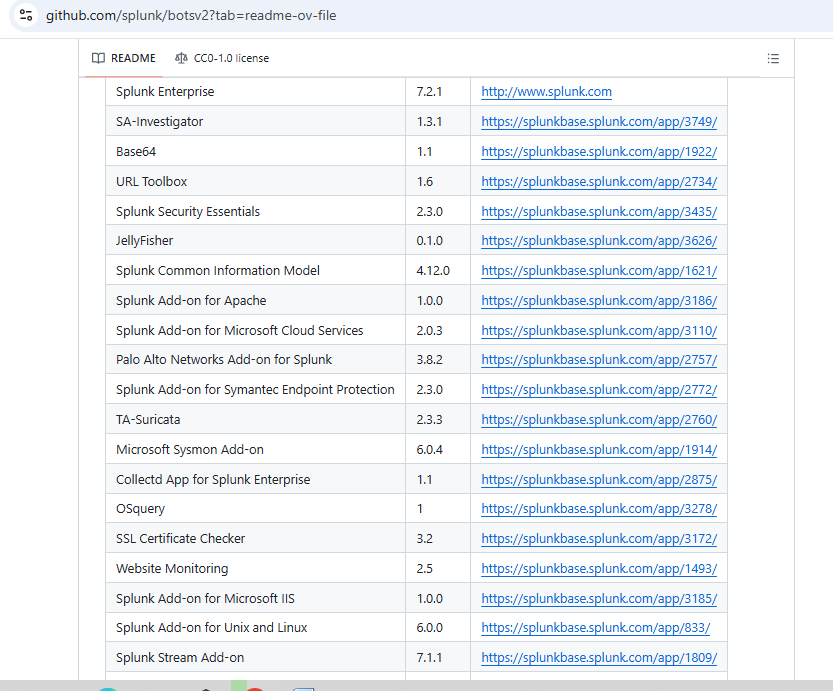 github.com/splunk/botsv2?tab=readme-ov-file
README CC0-1.0 license
Splunk Enterprise 7.2.1 http://www.splunk.com
SA-Investigator 1.3.1 https://splunkbase.splunk.com/app/3749/
Base64 1.1 https://splunkbase.splunk.com/app/1922/
URL Toolbox 1.6 https://splunkbase.splunk.com/app/2734/
Splunk Security Essentials 2.3.0 https://splunkbase.splunk.com/app/3435/
JellyFisher 0.1.0 https://splunkbase.splunk.com/app/3626/
Splunk Common Information Model 4.12.0 https://splunkbase.splunk.com/app/1621/
Splunk Add-on for Apache 1.0.0 https://splunkbase.splunk.com/app/3186/
Splunk Add-on for Microsoft Cloud Services 2.0.3 https://splunkbase.splunk.com/app/3110/
Palo Alto Networks Add-on for Splunk 3.8.2 https://splunkbase.splunk.com/app/2757/
Splunk Add-on for Symantec Endpoint Protection 2.3.0 https://splunkbase.splunk.com/app/2772/
TA-Suricata 2.3.3 https://splunkbase.splunk.com/app/2760/
Microsoft Sysmon Add-on 6.0.4 https://splunkbase.splunk.com/app/1914/
Collectd App for Splunk Enterprise 1.1 https://splunkbase.splunk.com/app/2875/
OSquery 1 https://splunkbase.splunk.com/app/3278/
SSL Certificate Checker 3.2 https://splunkbase.splunk.com/app/3172/
Website Monitoring 2.5 https://splunkbase.splunk.com/app/1493/
Splunk Add-on for Microsoft IIS 1.0.0 https://splunkbase.splunk.com/app/3185/
Splunk Add-on for Unix and Linux 6.0.0 https://splunkbase.splunk.com/app/833/
Splunk Stream Add-on 7.1.1 https://splunkbase.splunk.com/app/1809/